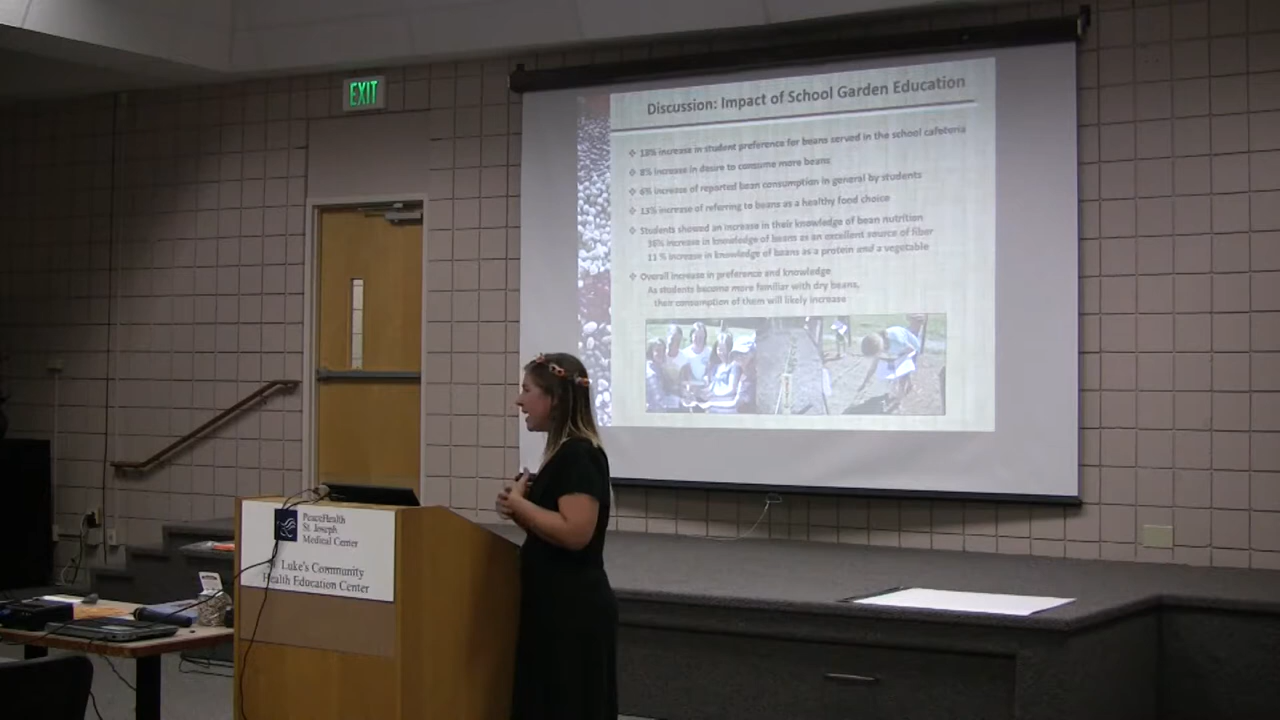 EXIT
Discussion: Impact of School Garden Education
18% increase in student preference for beans served in the school cafeteria
8% increase in desire to consume more beans
6% increase of reported bean consumption in general by students
13% increase of referring to beans as a healthy food choice
Students showed an increase in their knowledge of bean nutrition
36% increase in knowledge of beans as an excellent source of fiber
11 % increase in knowledge of beans as a protein and a vegetable
Overall increase in preference and knowledge
As students become more familiar with dry beans,
their consumption of them will likely increase
PeaceHealth
St. Joseph
Medical Center
Luke's Community
Health Education Center